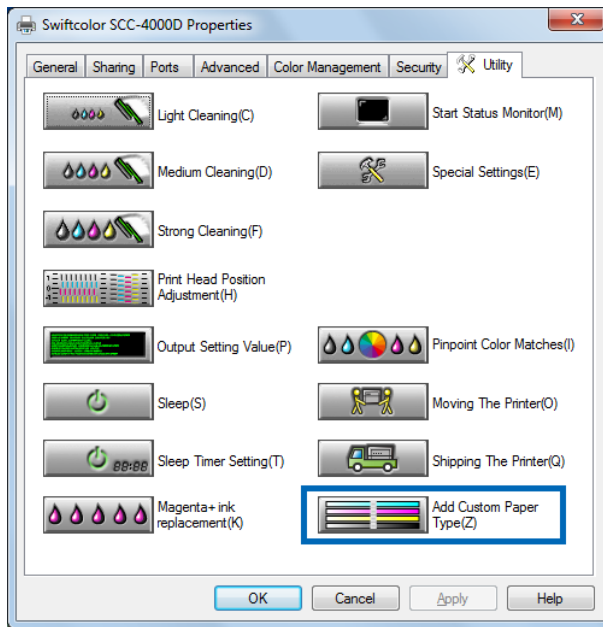 Swiftcolor SCC-4000D Properties
General Sharing Ports Advanced Color Management Security Utility
Light Cleaning(C)
Start Status Monitor(M)
Medium Cleaning(D)
Special Settings(E)
Strong Cleaning(F)
Print Head Position
Adjustment(H)
Output Setting Value(P)
Pinpoint Color Matches(I)
Sleep(S)
Moving The Printer(O)
88:88
Sleep Timer Setting(T)
Shipping The Printer(Q)
Magenta+ ink
replacement(K)
Add Custom Paper
Type(Z)
OK Cancel Apply Help